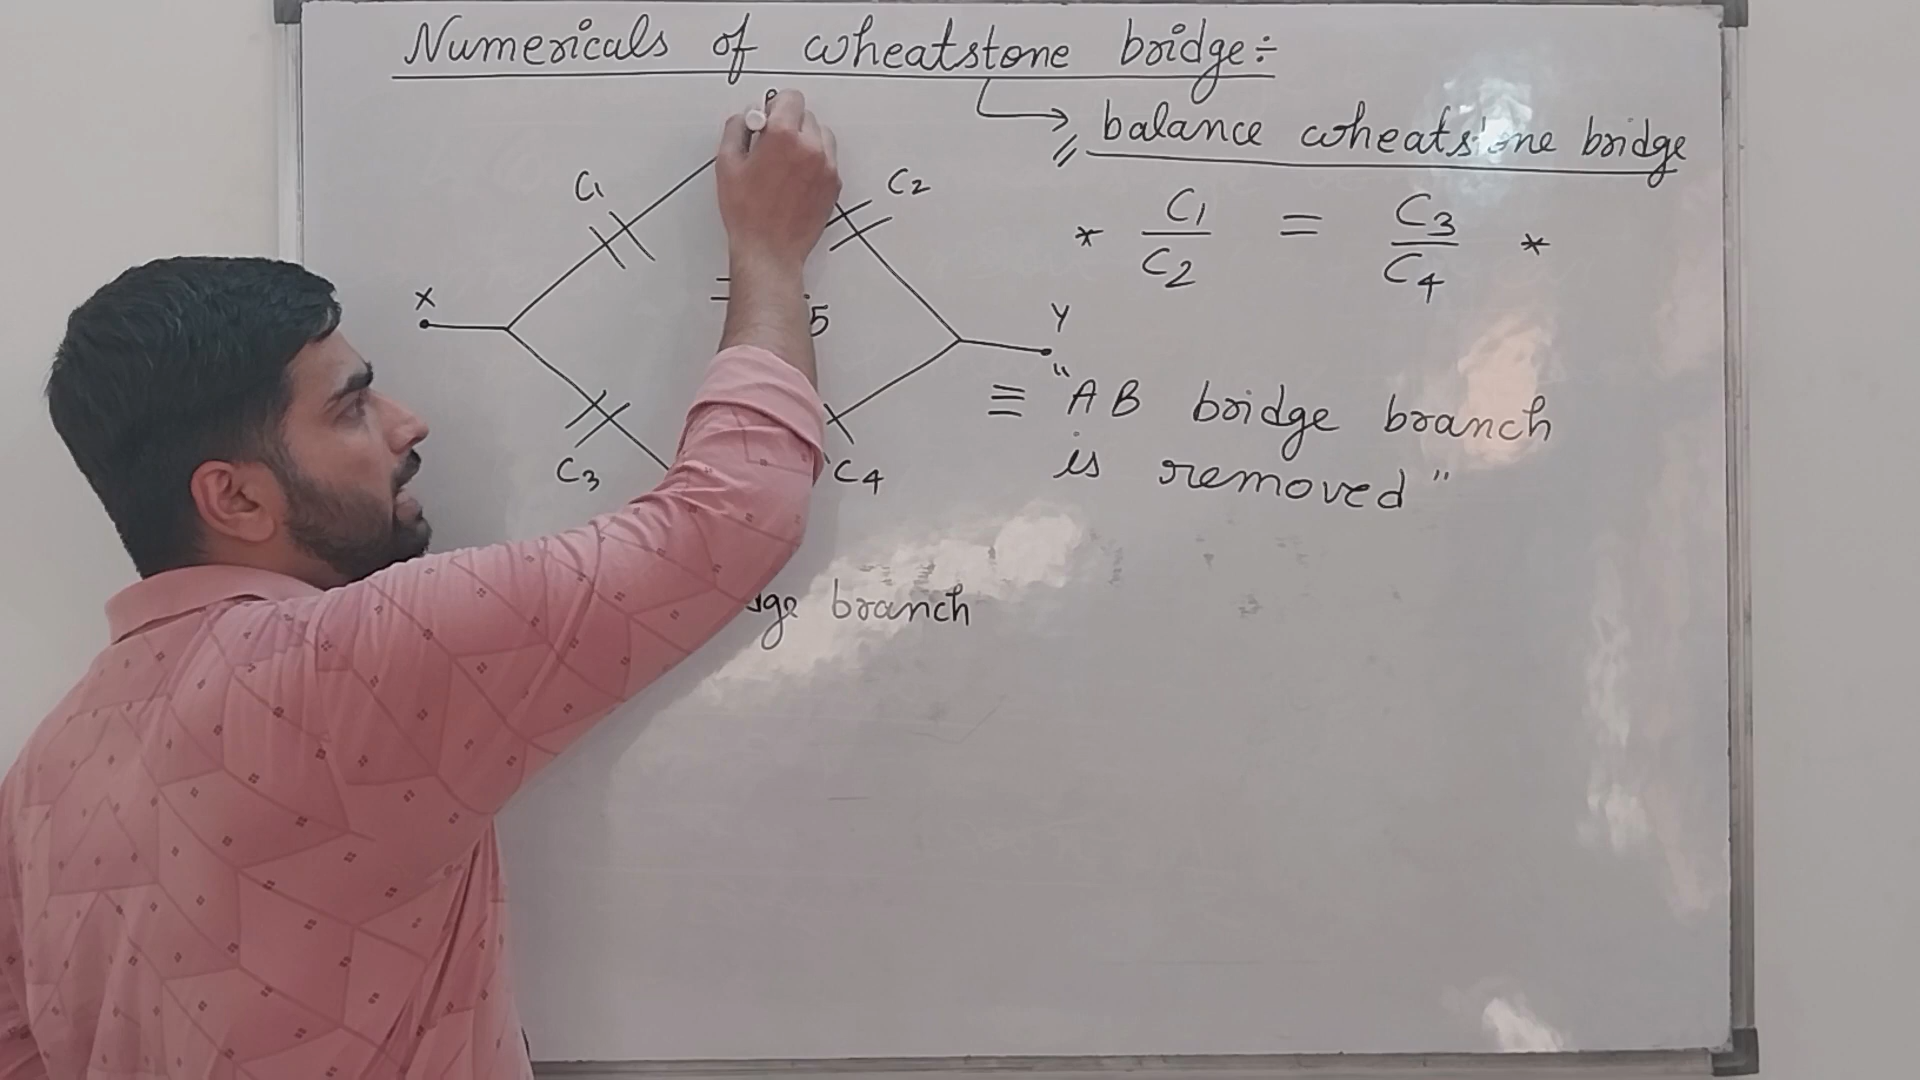 Numericals of wheatstone bridge:
balance wheatstone bridge
C1 C2
* C1/C2 = C3/C4 *
X Y
5
≡ "AB bridge branch
is removed"
C3 C4
branch